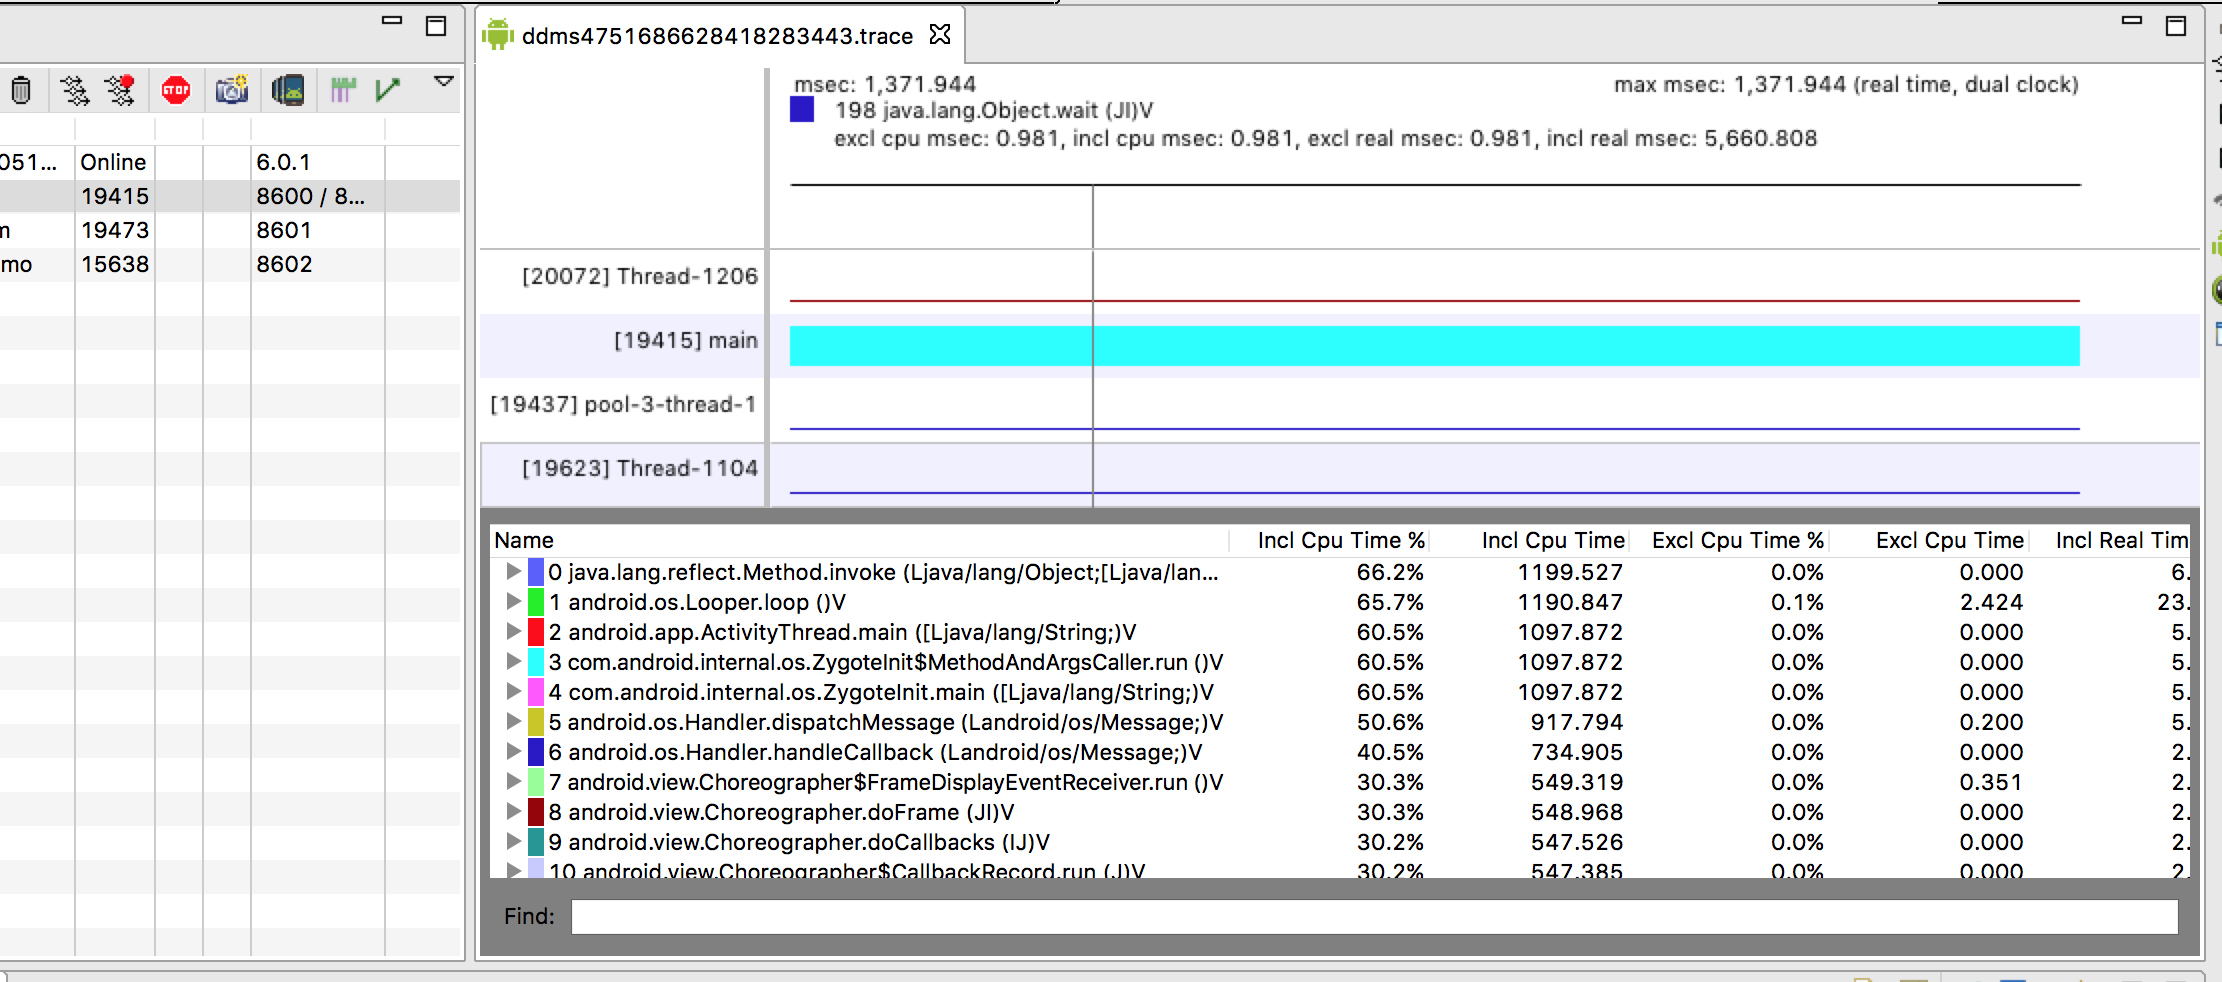 ddms4751686628418283443.trace
STOP
051... Online 6.0.1
19415 8600 / 8...
19473 8601
mo 15638 8602
msec: 1,371.944 max msec: 1,371.944 (real time, dual clock)
198 java.lang.Object.wait (JI)V
excl cpu msec: 0.981, incl cpu msec: 0.981, excl real msec: 0.981, incl real msec: 5,660.808
[20072] Thread-1206
[19415] main
[19437] pool-3-thread-1
[19623] Thread-1104
Name Incl Cpu Time % Incl Cpu Time Excl Cpu Time % Excl Cpu Time Incl Real Tim
0 java.lang.reflect.Method.invoke (Ljava/lang/Object;[Ljava/lan... 66.2% 1199.527 0.0% 0.000 6.
1 android.os.Looper.loop ()V 65.7% 1190.847 0.1% 2.424 23.
2 android.app.ActivityThread.main ([Ljava/lang/String;)V 60.5% 1097.872 0.0% 0.000 5.
3 com.android.internal.os.ZygoteInit$MethodAndArgsCaller.run ()V 60.5% 1097.872 0.0% 0.000 5.
4 com.android.internal.os.ZygoteInit.main ([Ljava/lang/String;)V 60.5% 1097.872 0.0% 0.000 5.
5 android.os.Handler.dispatchMessage (Landroid/os/Message;)V 50.6% 917.794 0.0% 0.200 5.
6 android.os.Handler.handleCallback (Landroid/os/Message;)V 40.5% 734.905 0.0% 0.000 2.
7 android.view.Choreographer$FrameDisplayEventReceiver.run ()V 30.3% 549.319 0.0% 0.351 2.
8 android.view.Choreographer.doFrame (JI)V 30.3% 548.968 0.0% 0.000 2.
9 android.view.Choreographer.doCallbacks (IJ)V 30.2% 547.526 0.0% 0.000 2.
10 android.view.Choreographer$CallbackRecord.run (J)V 30.2% 547.385 0.0% 0.000 2.
Find: